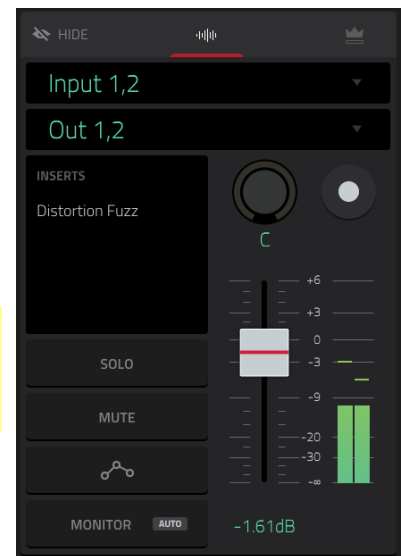 HIDE
Input 1,2
Out 1,2
INSERTS
Distortion Fuzz
C
+6
+3
0
-3
-9
-20
-30
-∞
SOLO
MUTE
MONITOR AUTO
-1.61dB